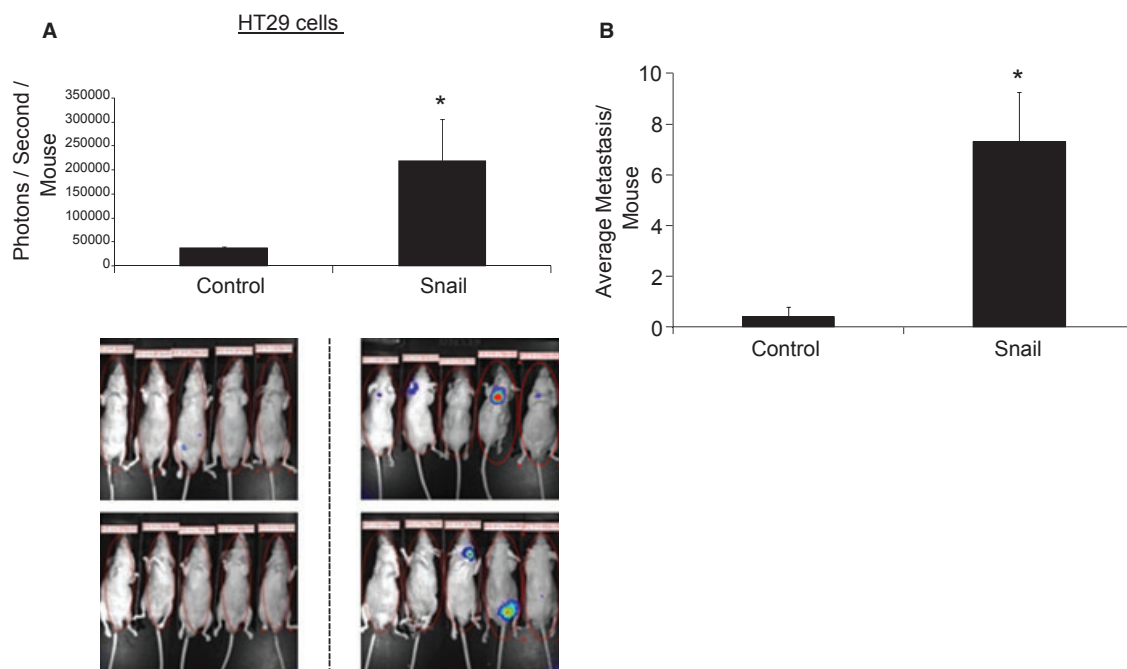 A
HT29 cells
Photons / Second /
Mouse
350000
300000
250000
200000
150000
100000
50000
0
*
Control
Snail
B
Average Metastasis/
Mouse
10
8
6
4
2
0
*
Control
Snail